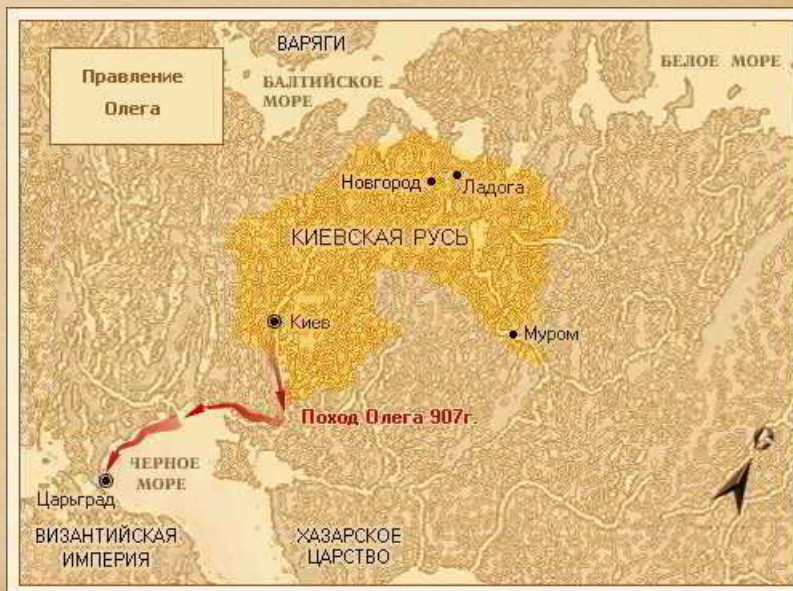 ВАРЯГИ
Правление
Олега
БАЛТИЙСКОЕ
МОРЕ
БЕЛОЕ МОРЕ
Новгород
Ладога
КИЕВСКАЯ РУСЬ
Киев
Муром
Поход Олега 907г.
ЧЕРНОЕ
МОРЕ
Царьград
ВИЗАНТИЙСКАЯ
ИМПЕРИЯ
ХАЗАРСКОЕ
ЦАРСТВО